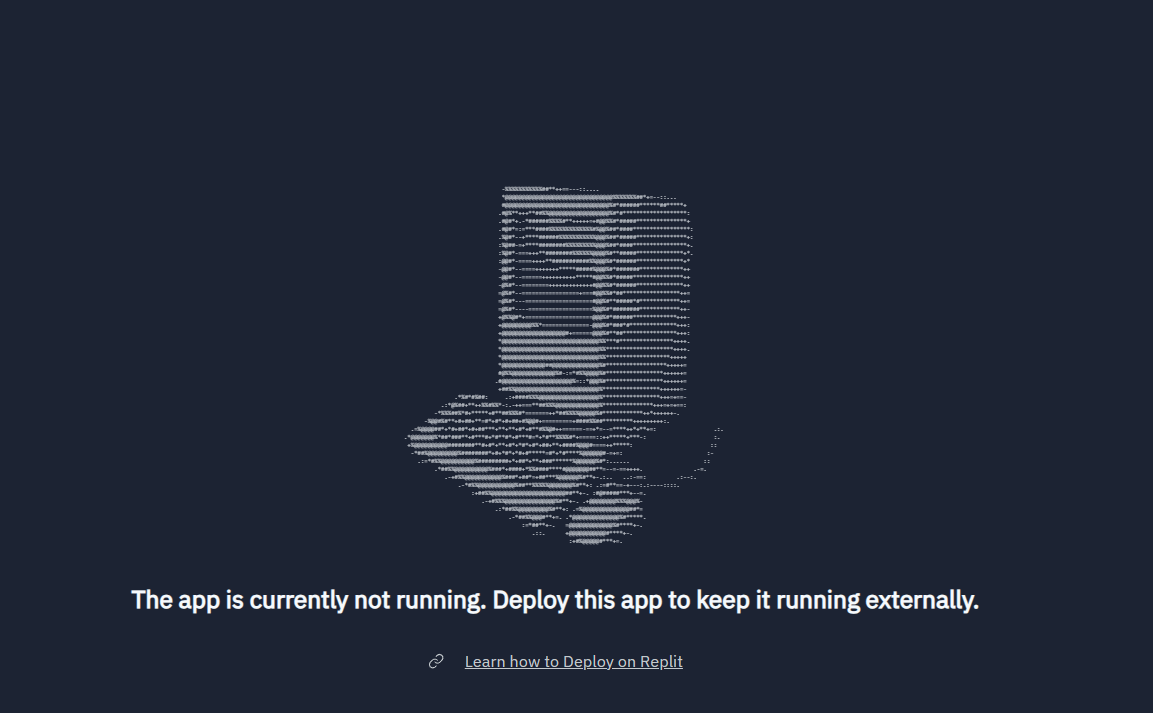 The app is currently not running. Deploy this app to keep it running externally.
Learn how to Deploy on Replit